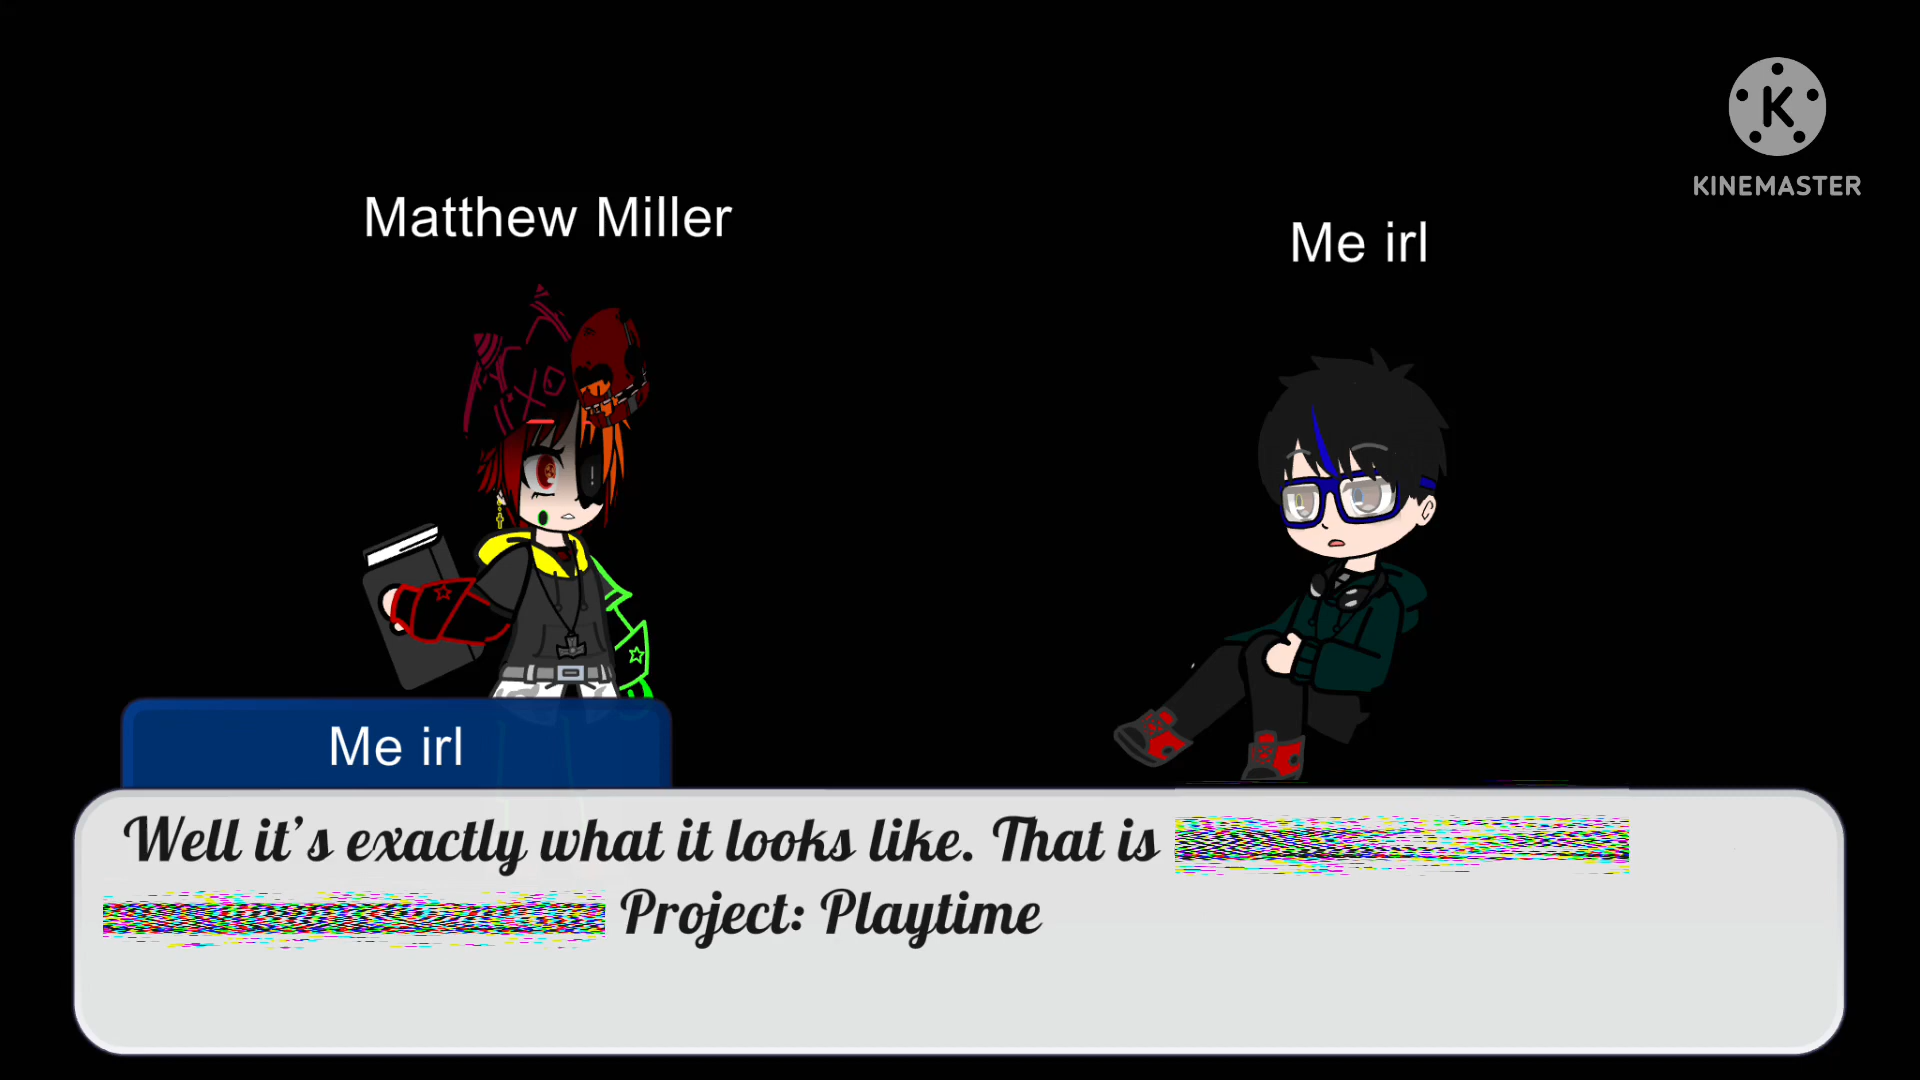 K
KINEMASTER
Matthew Miller
Me irl
Me irl
Well it's exactly what it looks like. That is
Project: Playtime